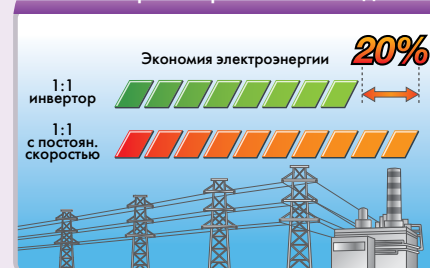 Экономия электроэнергии
20%
1:1
инвертор
1:1
с постоян.
скоростью